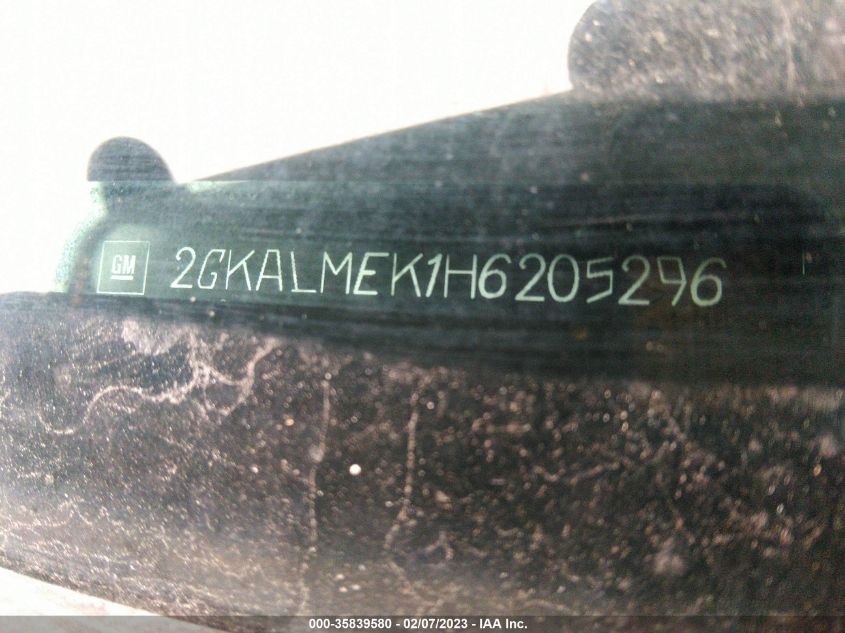 GM 2GKALMEK1H6205296
000-35839580 - 02/07/2023 - IAA Inc.